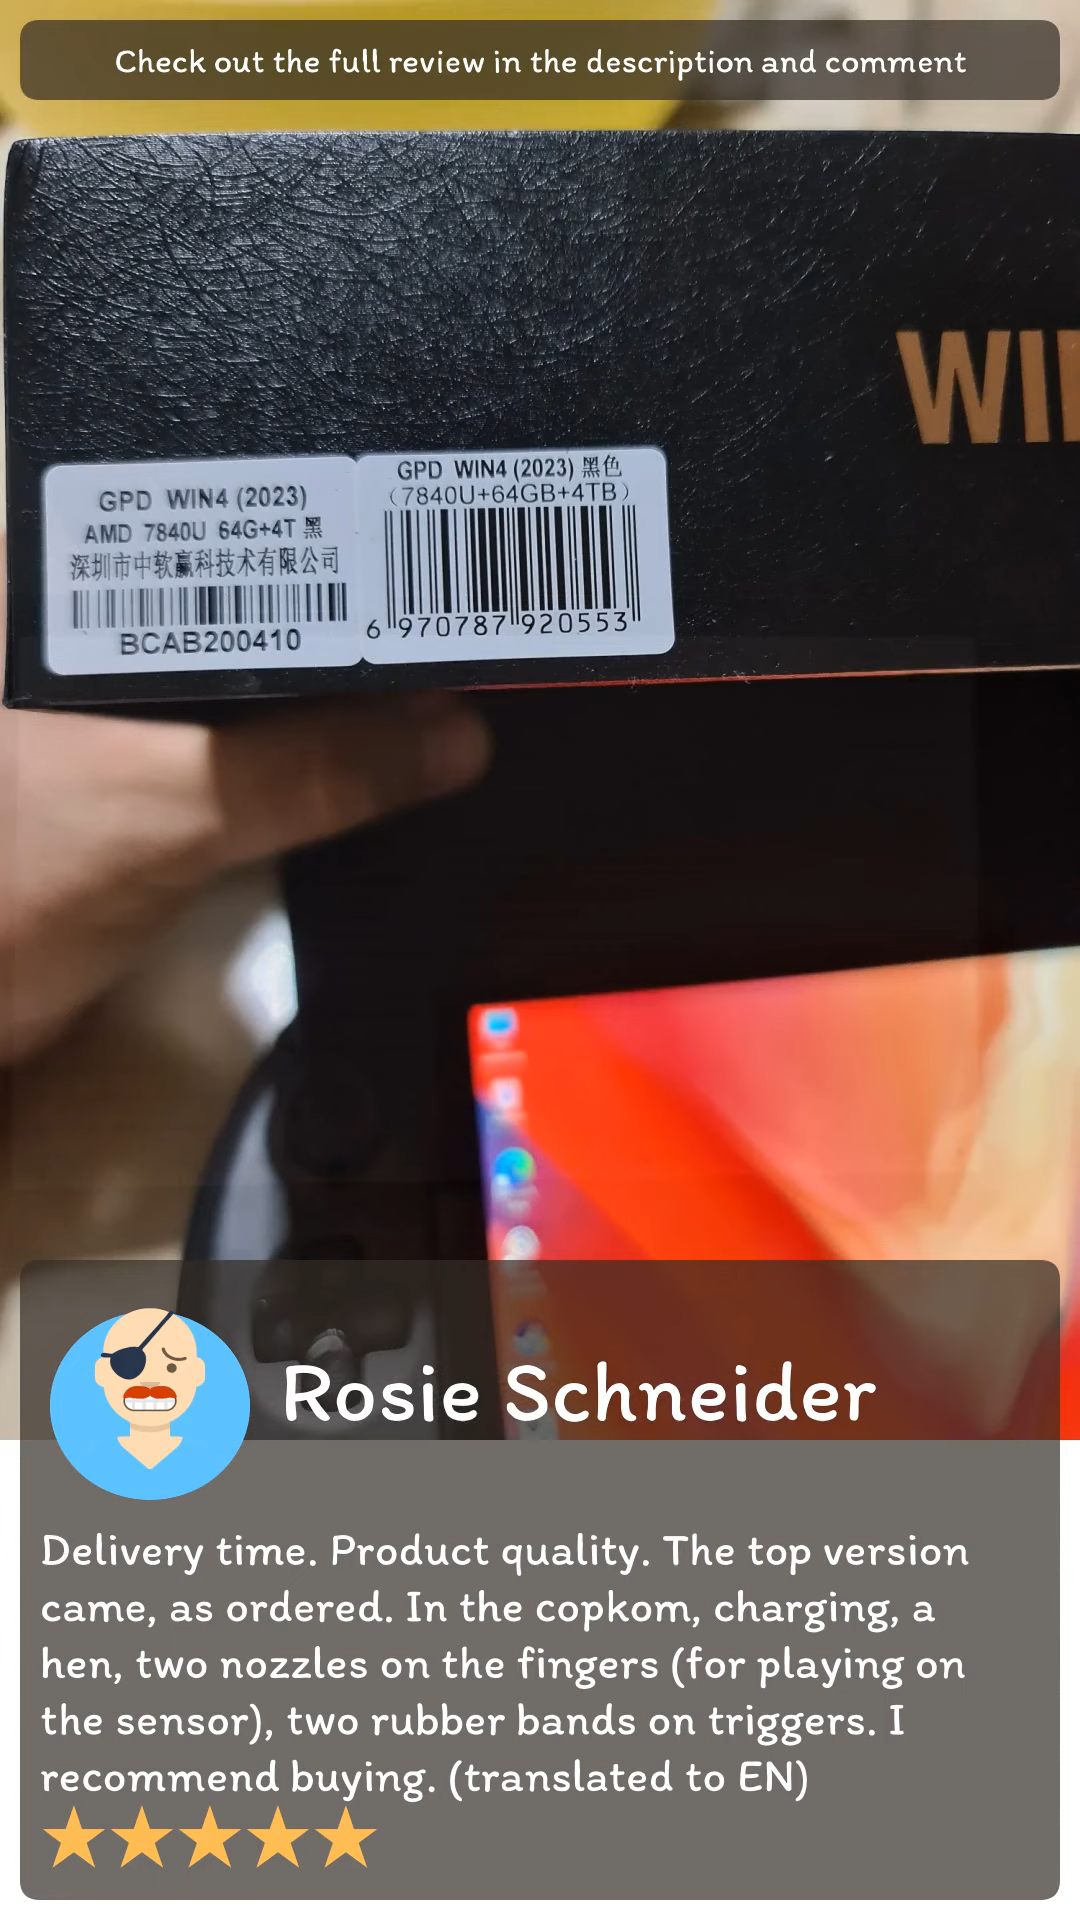 Check out the full review in the description and comment
WI
GPD WIN4 (2023)
AMD 7840U 64G+4T 黑
深圳市中软赢科技术有限公司
BCAB200410
GPD WIN4 (2023) 黑色
(7840U+64GB+4TB)
6 970787 920553
Rosie Schneider
Delivery time. Product quality. The top version
came, as ordered. In the copkom, charging, a
hen, two nozzles on the fingers (for playing on
the sensor), two rubber bands on triggers. I
recommend buying. (translated to EN)